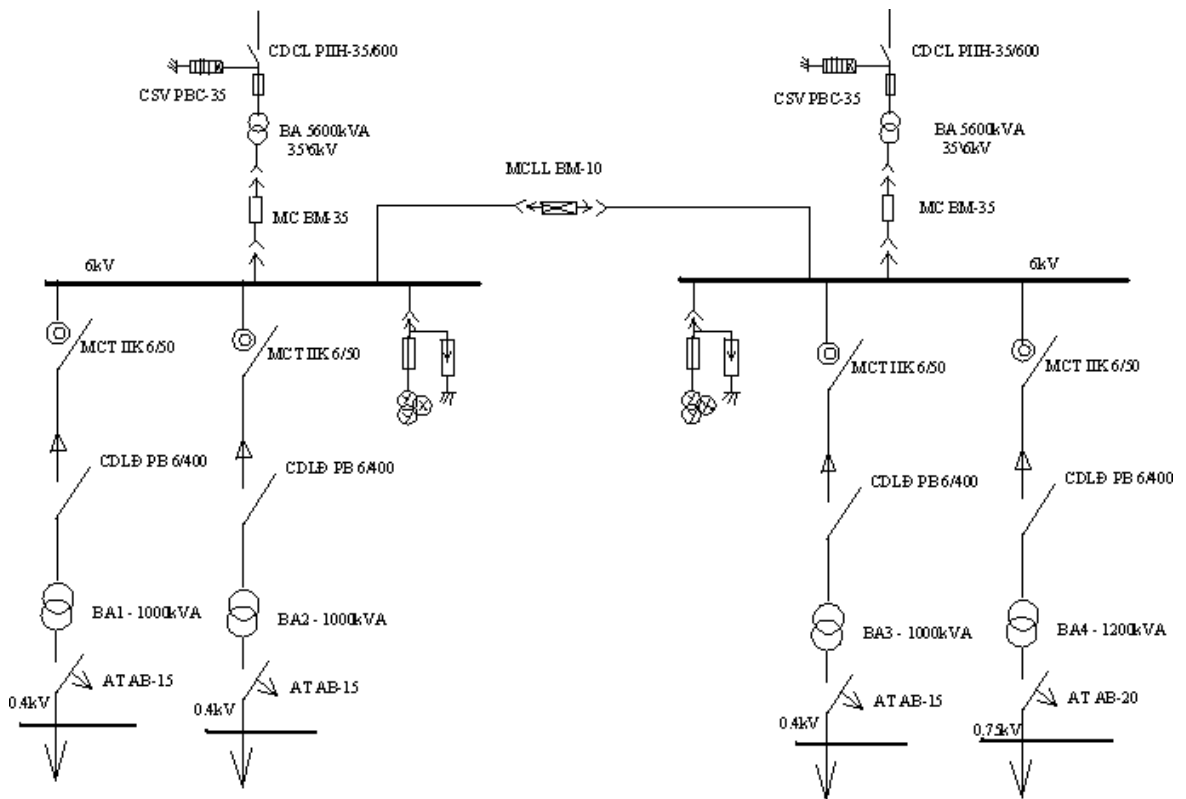 CDCL PIIH-35/600
CDCL PIIH-35/600
CSV PBC-35
CSV PBC-35
BA 5600kVA
35/6kV
BA 5600kVA
35/6kV
MCLL BM-10
MC BM-35
MC BM-35
6kV
6kV
MCT IIK 6/50
MCT IIK 6/50
MCT IIK 6/50
MCT IIK 6/50
CDLĐ PB 6/400
CDLĐ PB 6/400
CDLĐ PB 6/400
CDLĐ PB 6/400
BA1 - 1000kVA
BA2 - 1000kVA
BA3 - 1000kVA
BA4 - 1200kVA
AT AB-15
AT AB-15
AT AB-15
AT AB-20
0.4kV
0.4kV
0.4kV
0.75kV